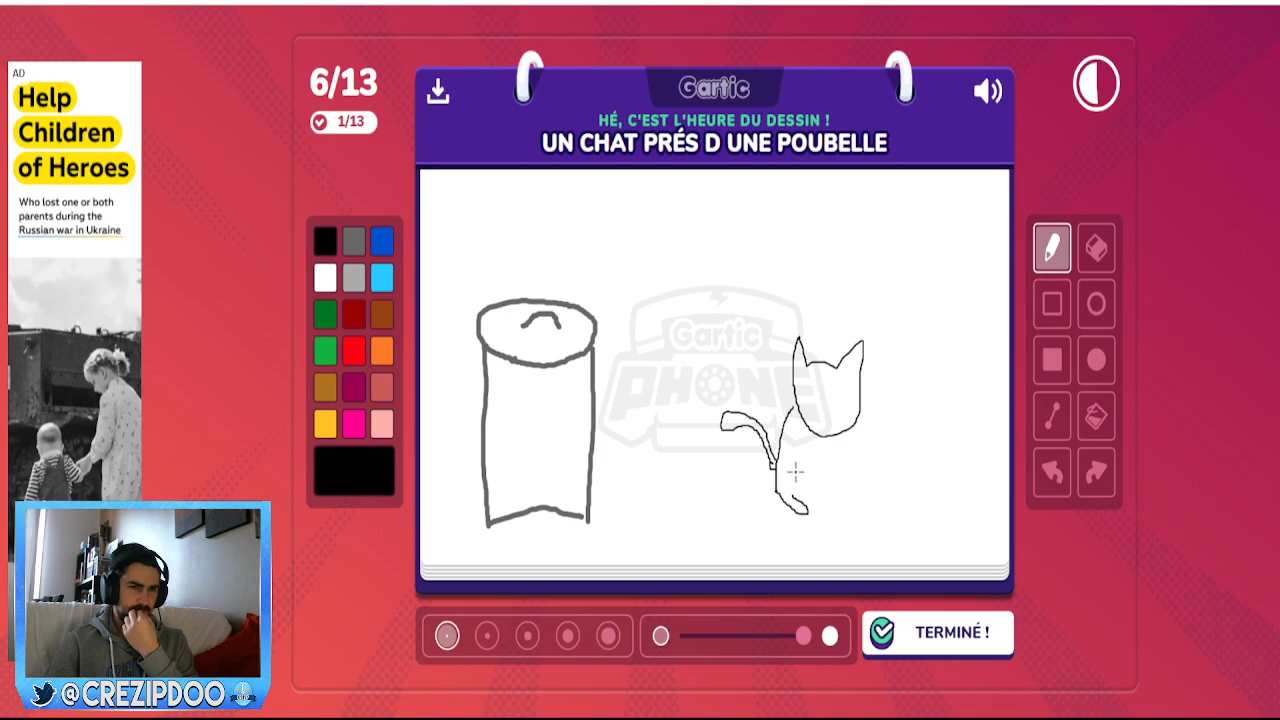 AD
Help
Children
of Heroes
Who lost one or both
parents during the
Russian war in Ukraine
6/13
1/13
Gartic
HÉ, C'EST L'HEURE DU DESSIN !
UN CHAT PRÉS D UNE POUBELLE
Gartic
PHONE
TERMINÉ !
@CREZIPDOO